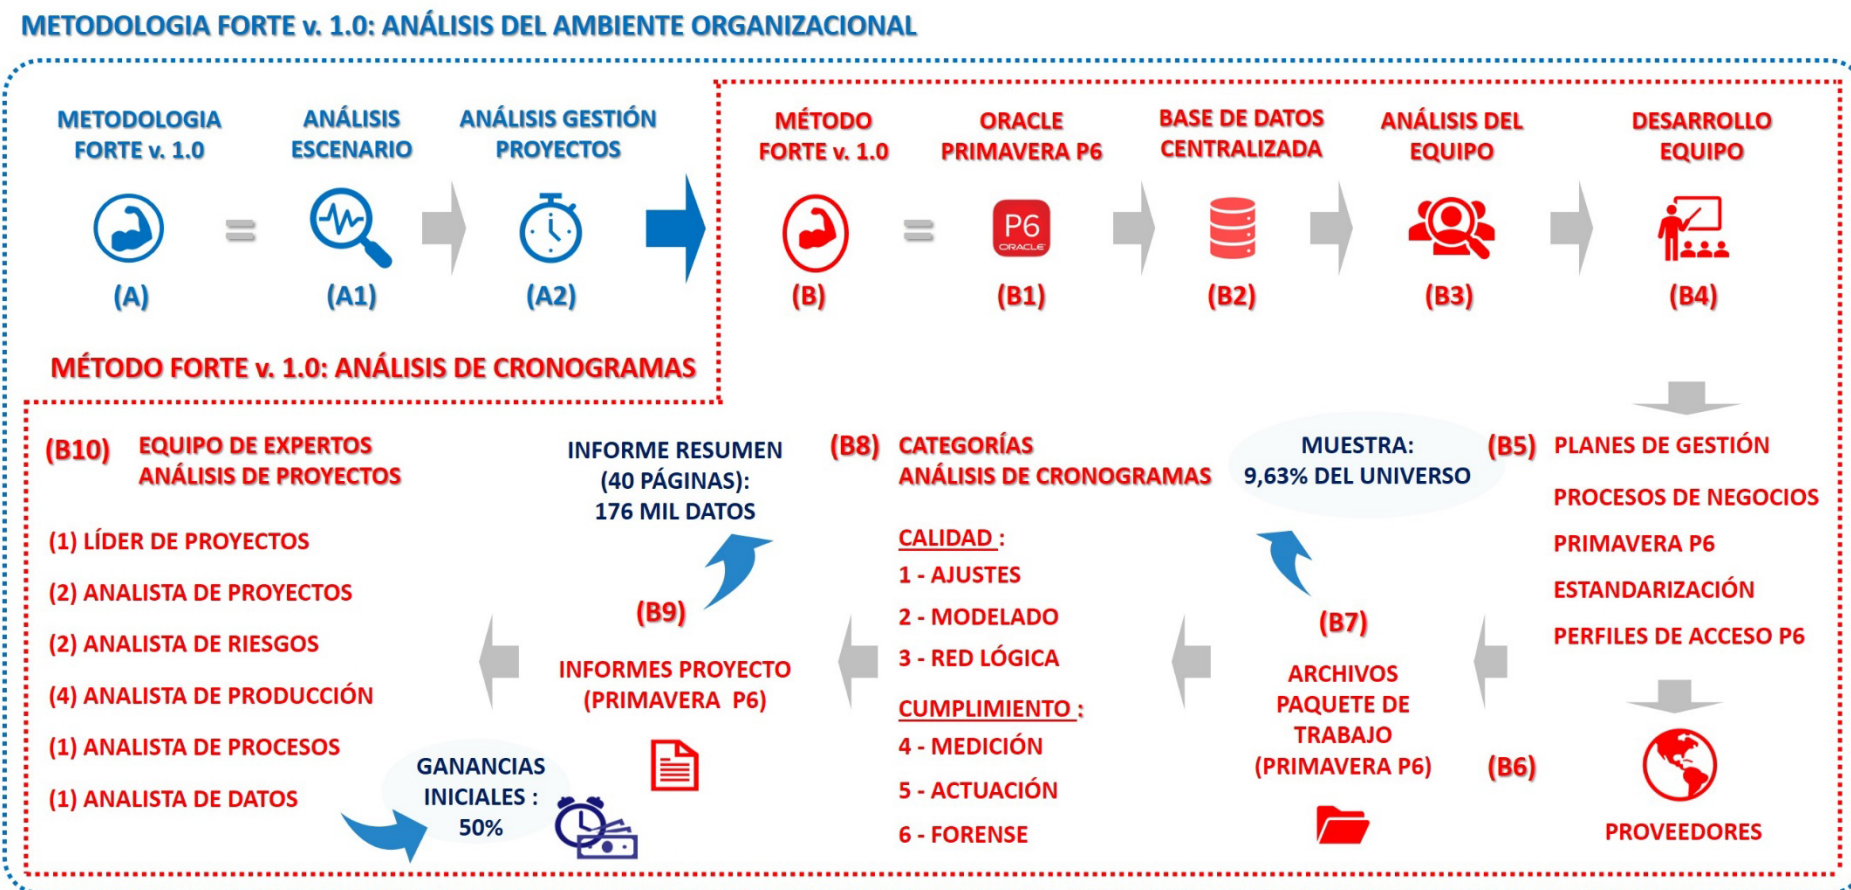 METODOLOGIA FORTE v. 1.0: ANÁLISIS DEL AMBIENTE ORGANIZACIONAL
METODOLOGIA
FORTE v. 1.0
(A)
=
ANÁLISIS
ESCENARIO
(A1)
ANÁLISIS GESTIÓN
PROYECTOS
(A2)
MÉTODO
FORTE v. 1.0
(B)
=
ORACLE
PRIMAVERA P6
P6
ORACLE
(B1)
BASE DE DATOS
CENTRALIZADA
(B2)
ANÁLISIS DEL
EQUIPO
(B3)
DESARROLLO
EQUIPO
(B4)
MÉTODO FORTE v. 1.0: ANÁLISIS DE CRONOGRAMAS
(B5) PLANES DE GESTIÓN
PROCESOS DE NEGOCIOS
PRIMAVERA P6
ESTANDARIZACIÓN
PERFILES DE ACCESO P6
(B6)
PROVEEDORES
MUESTRA:
9,63% DEL UNIVERSO
(B7)
ARCHIVOS
PAQUETE DE
TRABAJO
(PRIMAVERA P6)
(B8) CATEGORÍAS
ANÁLISIS DE CRONOGRAMAS
CALIDAD :
1 - AJUSTES
2 - MODELADO
3 - RED LÓGICA
CUMPLIMIENTO :
4 - MEDICIÓN
5 - ACTUACIÓN
6 - FORENSE
INFORME RESUMEN
(40 PÁGINAS):
176 MIL DATOS
(B9)
INFORMES PROYECTO
(PRIMAVERA P6)
(B10) EQUIPO DE EXPERTOS
ANÁLISIS DE PROYECTOS
(1) LÍDER DE PROYECTOS
(2) ANALISTA DE PROYECTOS
(2) ANALISTA DE RIESGOS
(4) ANALISTA DE PRODUCCIÓN
(1) ANALISTA DE PROCESOS
(1) ANALISTA DE DATOS
GANANCIAS
INICIALES :
50%